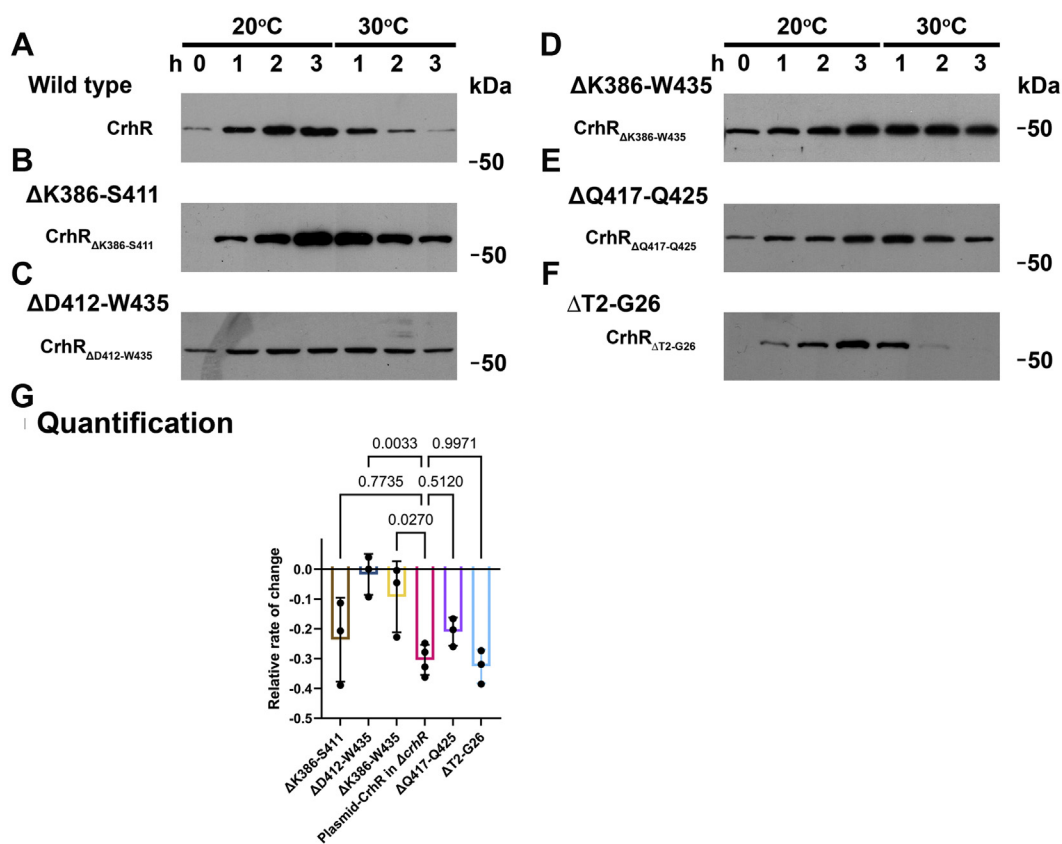 A
20°C 30°C
h 0 1 2 3 1 2 3
Wild type
kDa
CrhR
-50
B
ΔK386-S411
CrhRΔK386-S411
-50
C
ΔD412-W435
CrhRΔD412-W435
-50
D
20°C 30°C
h 0 1 2 3 1 2 3
ΔK386-W435
kDa
CrhRΔK386-W435
-50
E
ΔQ417-Q425
CrhRΔQ417-Q425
-50
F
ΔT2-G26
CrhRΔT2-G26
-50
G
Quantification
0.0033 0.9971
0.7735 0.5120
0.0270
Relative rate of change
0.0
-0.1
-0.2
-0.3
-0.4
-0.5
ΔK386-S411
ΔD412-W435
ΔK386-W435
Plasmid-CrhR in ΔcrhR
ΔQ417-Q425
ΔT2-G26